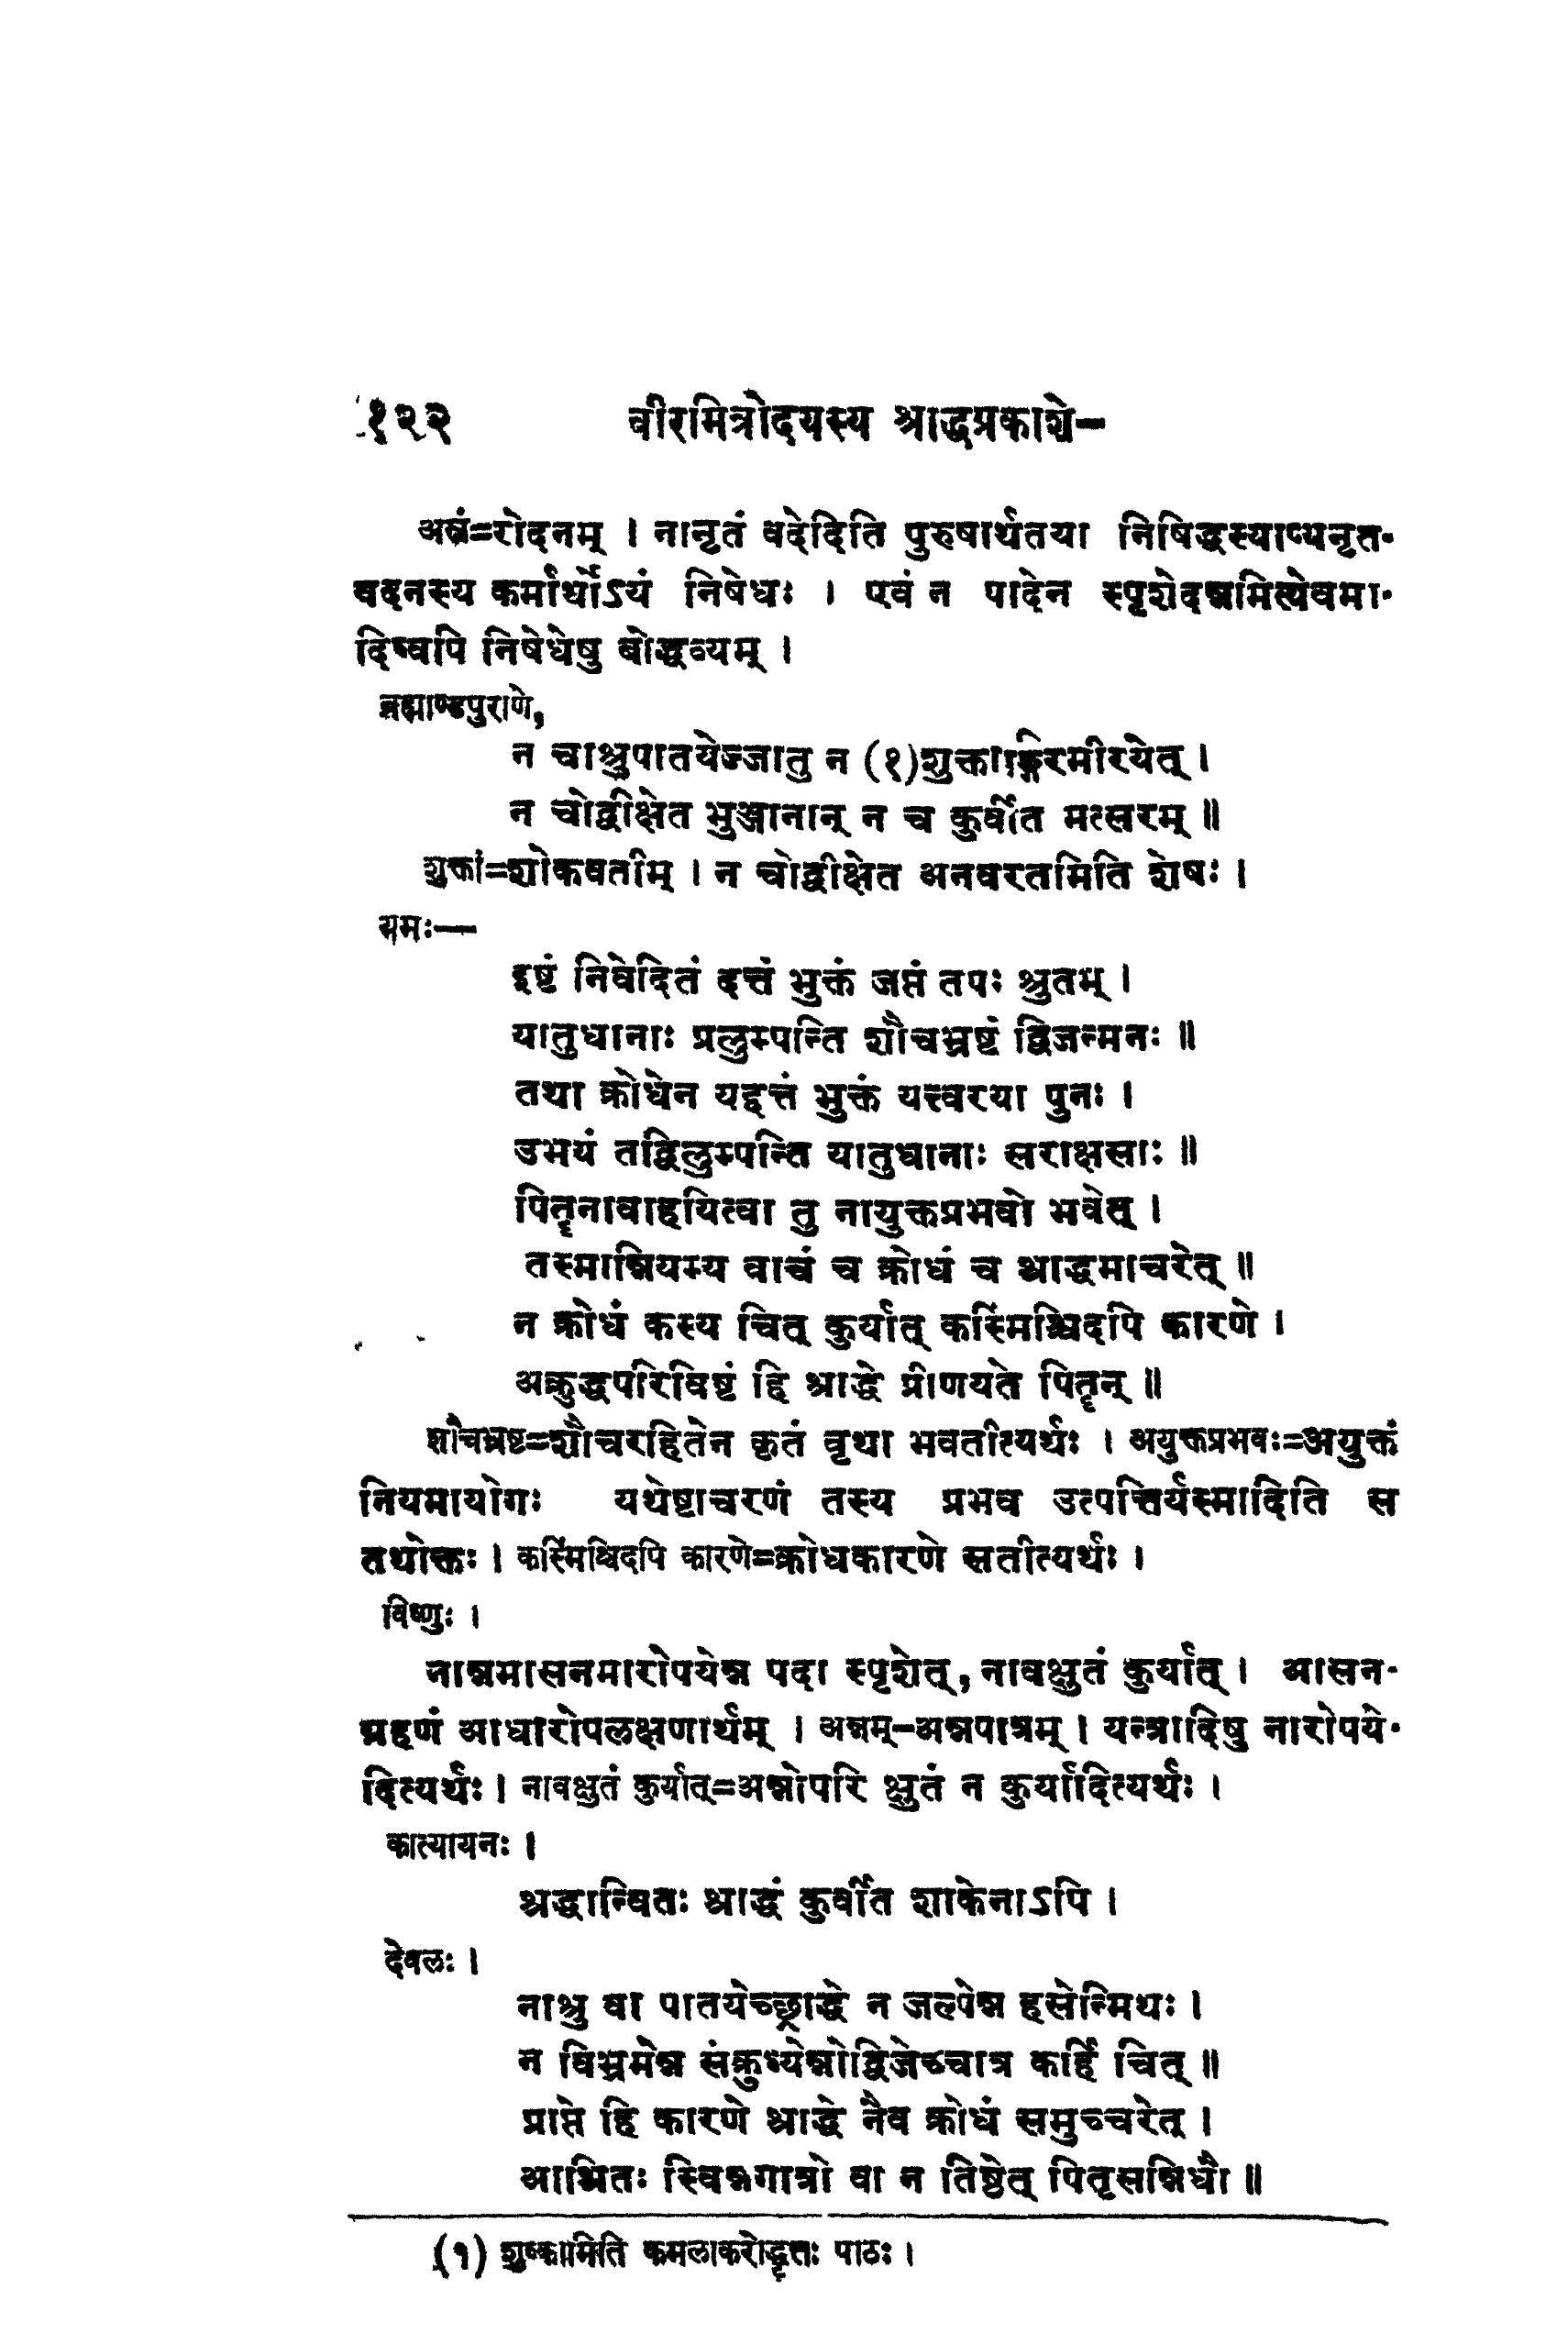 १२२ वीरमित्रोदयस्य श्राद्धप्रकाशे-
अस्रं=रोदनम् । नानृतं वदेदिति पुरुषार्थतया निषिद्धस्याप्यनृत-
वदनस्य कर्मार्थोऽयं निषेधः । एवं न पादेन स्पृशेदन्नमित्येवमा-
दिष्वपि निषेधेषु बोद्धव्यम् ।
ब्रह्माण्डपुराणे,
न चाश्रुपातयेज्जातु न (१)शुक्तां गिरमीरयेत् ।
न चोद्वीक्षेत भुञ्जानान् न च कुर्वीत मत्सरम् ॥
शुक्तां=शोकवतीम् । न चोद्वीक्षेत अनवरतमिति शेषः ।
यमः—
इष्टं निवेदितं दत्तं भुक्तं जप्तं तपः श्रुतम् ।
यातुधानाः प्रलुम्पन्ति शौचभ्रष्टं द्विजन्मनः ॥
तथा क्रोधेन यद्दत्तं भुक्तं यत्त्वरया पुनः ।
उभयं तद्विलुम्पन्ति यातुधानाः सराक्षसाः ॥
पितॄनावाहयित्वा तु नायुक्तप्रभवो भवेत् ।
तस्मान्नियम्य वाचं च क्रोधं च श्राद्धमाचरेत् ॥
न क्रोधं कस्य चित् कुर्यात् कस्मिंश्चिदपि कारणे ।
अक्रुद्धपरिविष्टं हि श्राद्धे प्रीणयते पितॄन् ॥
शौचभ्रष्टं=शौचरहितेन कृतं वृथा भवतीत्यर्थः । अयुक्तप्रभवः=अयुक्तं
नियमायोगः यथेष्टाचरणं तस्य प्रभव उत्पत्तिर्यस्मादिति स
तथोक्तः । कस्मिंश्चिदपि कारणे=क्रोधकारणे सतीत्यर्थः ।
विष्णुः ।
नान्नमासनमारोपयेन्न पदा स्पृशेत्, नावक्षुतं कुर्यात् । आसन-
ग्रहणं आधारोपलक्षणार्थम् । अन्नम्-अन्नपात्रम् । यन्त्रादिषु नारोपये-
दित्यर्थः । नावक्षुतं कुर्यात्=अन्नोपरि क्षुतं न कुर्यादित्यर्थः ।
कात्यायनः ।
श्रद्धान्वितः श्राद्धं कुर्वीत शाकेनाऽपि ।
देवलः ।
नाश्रु वा पातयेच्छ्राद्धे न जल्पेन्न हसेन्मिथः ।
न विभ्रमेन्न संक्रुध्येन्नोद्विजेच्चात्र कर्हि चित् ॥
प्राप्ते हि कारणे श्राद्धे नैव क्रोधं समुच्चरेत् ।
आश्रितः स्विन्नगात्रो वा न तिष्ठेत् पितृसन्निधौ ॥
(१) शुष्कामिति कमलाकरोद्धृतः पाठः ।